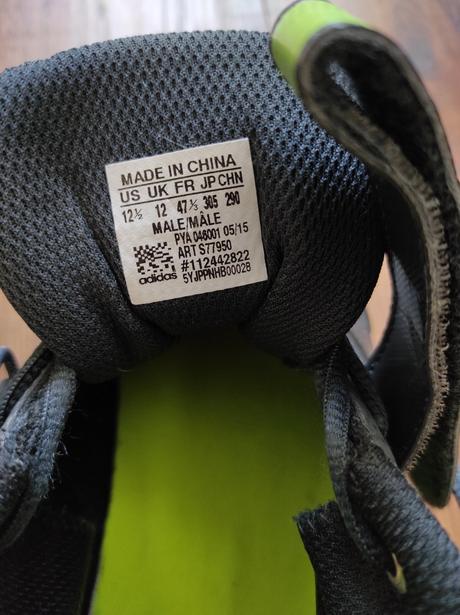 MADE IN CHINA
US UK FR JP CHN
12½ 12 47⅓ 305 290
MALE/MÂLE
PYA 046001 05/15
ART S77950
#112442822
adidas 5YJPPNHB00028